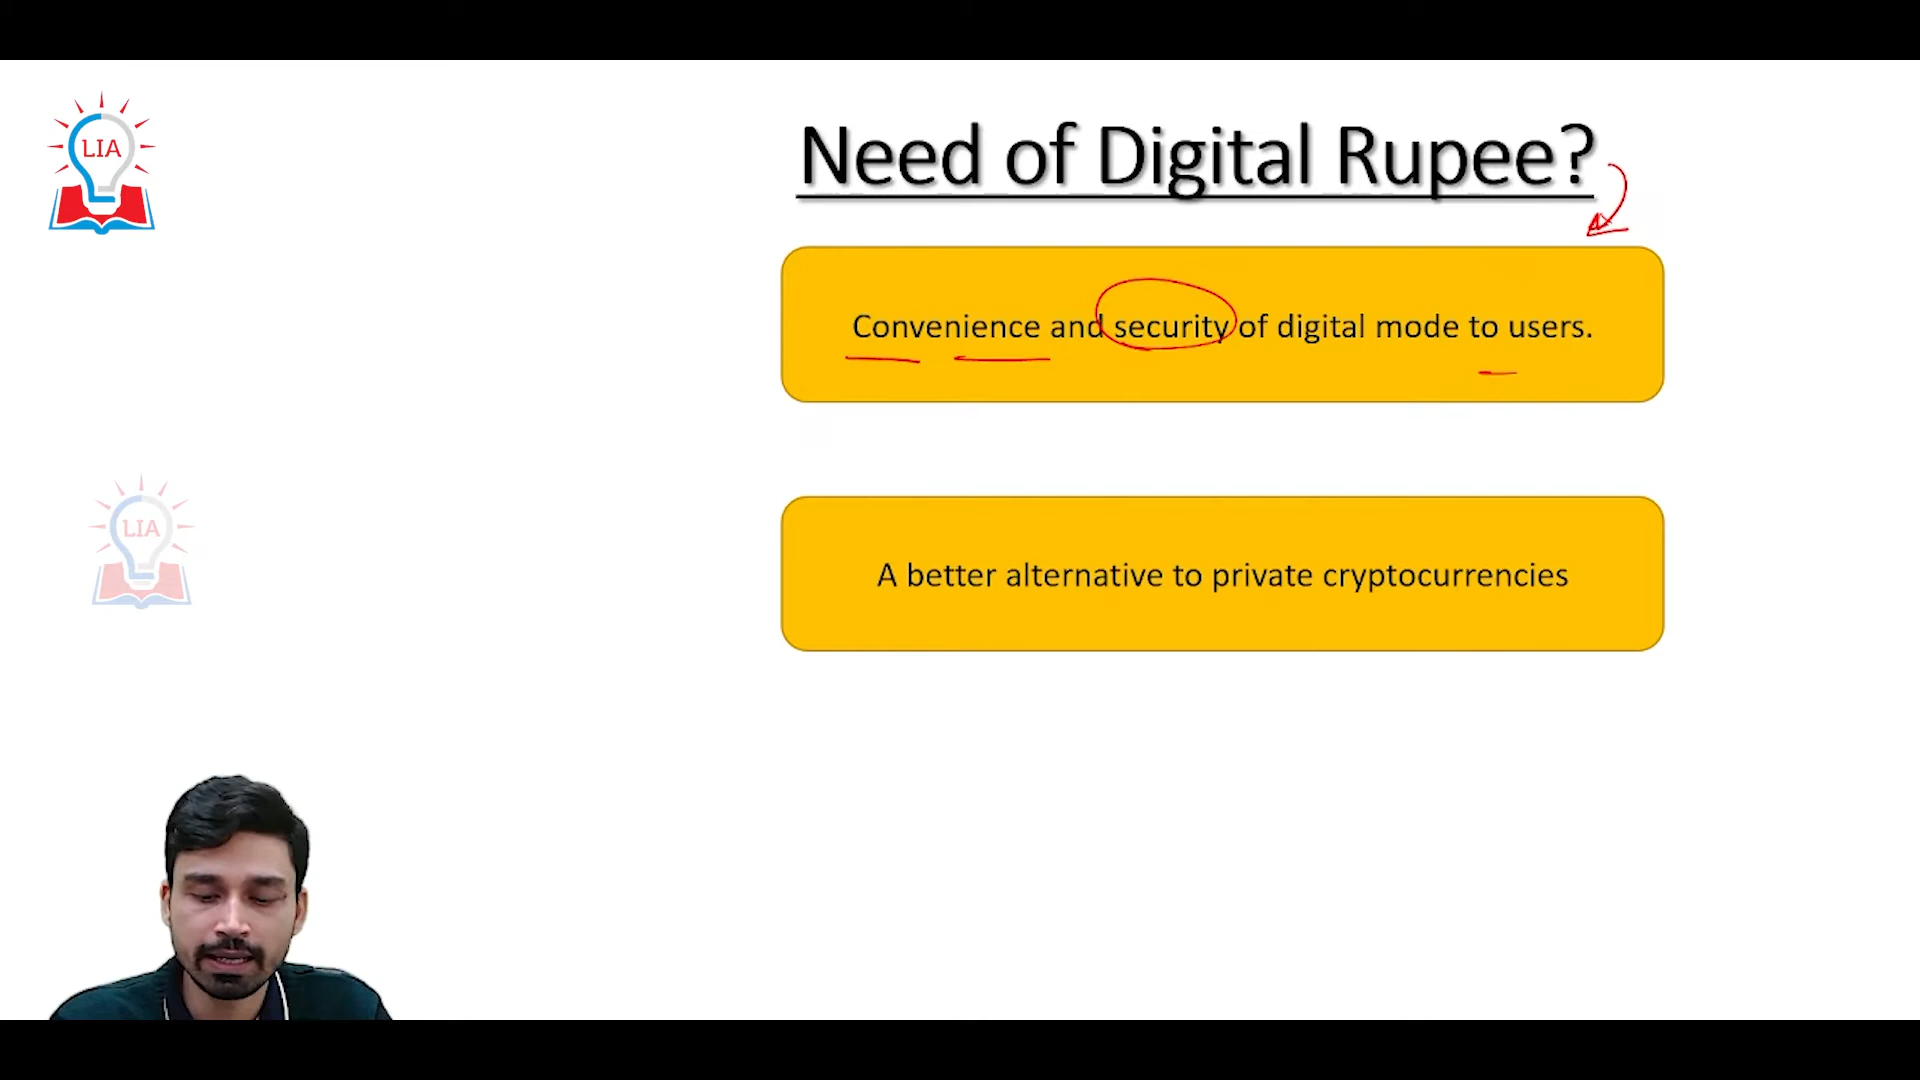 LIA
Need of Digital Rupee?
Convenience and security of digital mode to users.
LIA
A better alternative to private cryptocurrencies